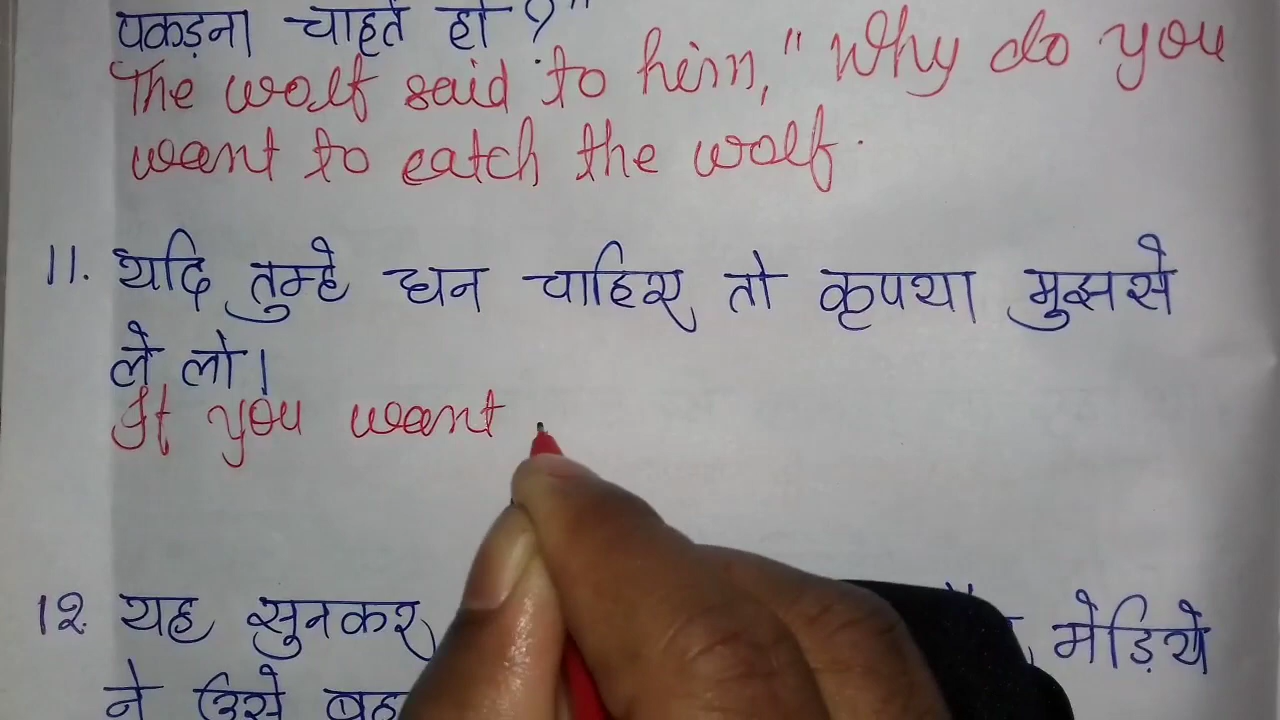 पकड़ना चाहते हो ?"
The wolf said to him, " Why do you
want to catch the wolf.
11. यदि तुम्हे धन चाहिए तो कृपया मुझसे
ले लो।
If you want
12. यह सुनकर मेड़िये
ने उसे